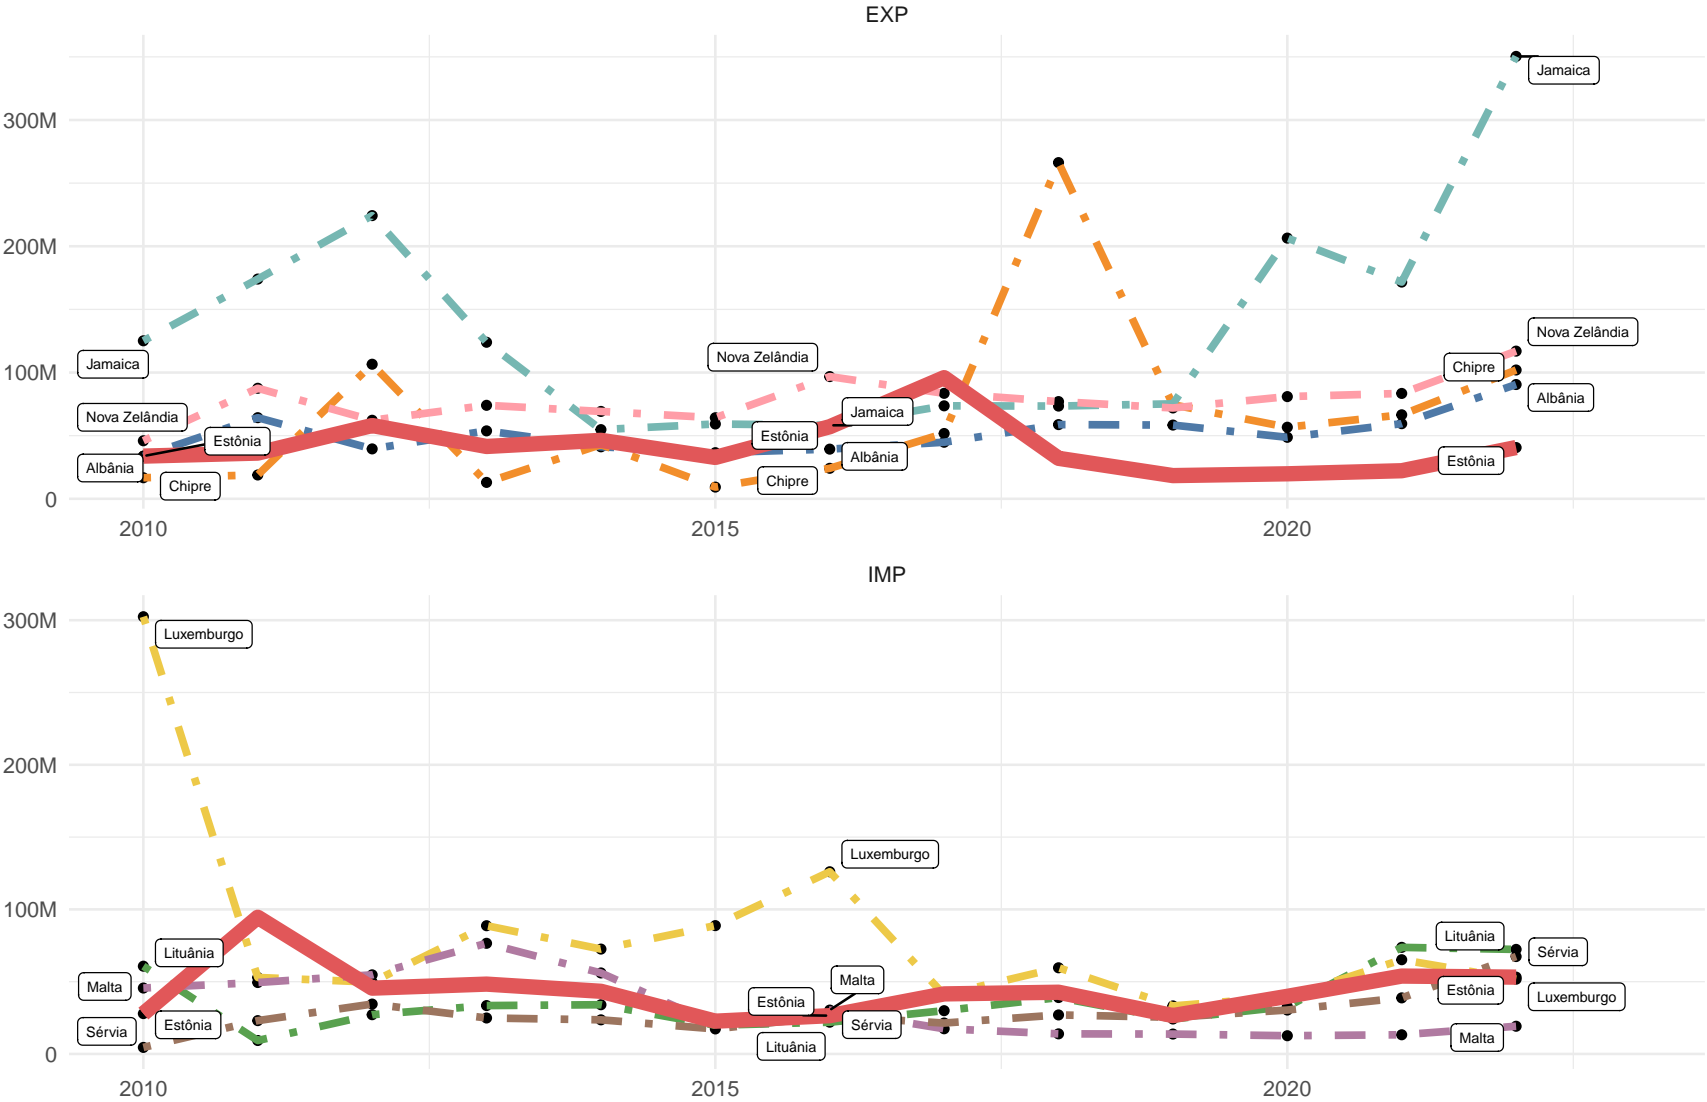 EXP
300M
200M
100M
0
Jamaica
Nova Zelândia
Albânia
Estônia
Chipre
Nova Zelândia
Jamaica
Estônia
Albânia
Chipre
Jamaica
Nova Zelândia
Chipre
Albânia
Estônia
2010
2015
2020
IMP
300M
200M
100M
0
Luxemburgo
Lituânia
Malta
Estônia
Sérvia
Luxemburgo
Malta
Estônia
Sérvia
Lituânia
Lituânia
Sérvia
Estônia
Luxemburgo
Malta
2010
2015
2020